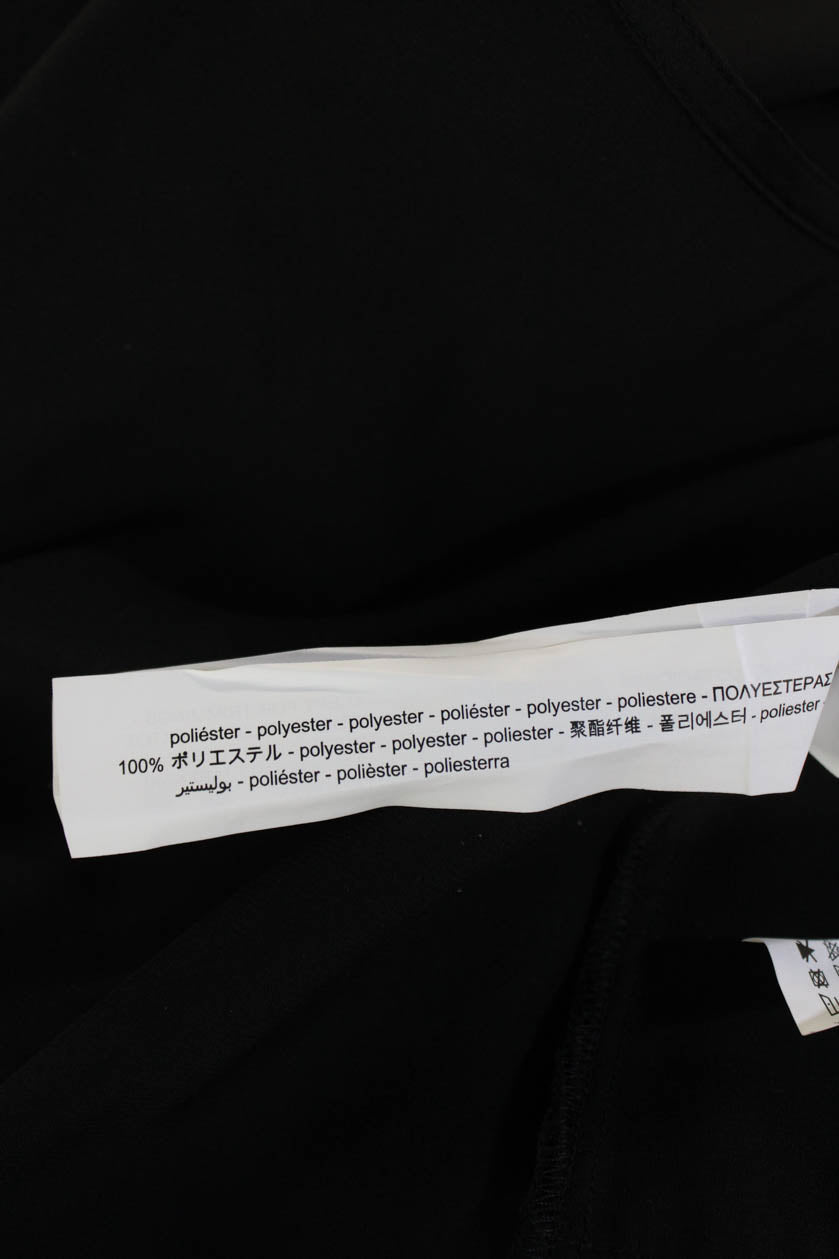 poliéster - polyester - polyester - poliéster - polyester - poliestere - ΠΟΛΥΕΣΤΕΡΑΣ
100% ポリエステル - polyester - polyester - poliester - 聚酯纤维 - 폴리에스터 - poliester -
بوليستير - poliéster - polièster - poliesterra